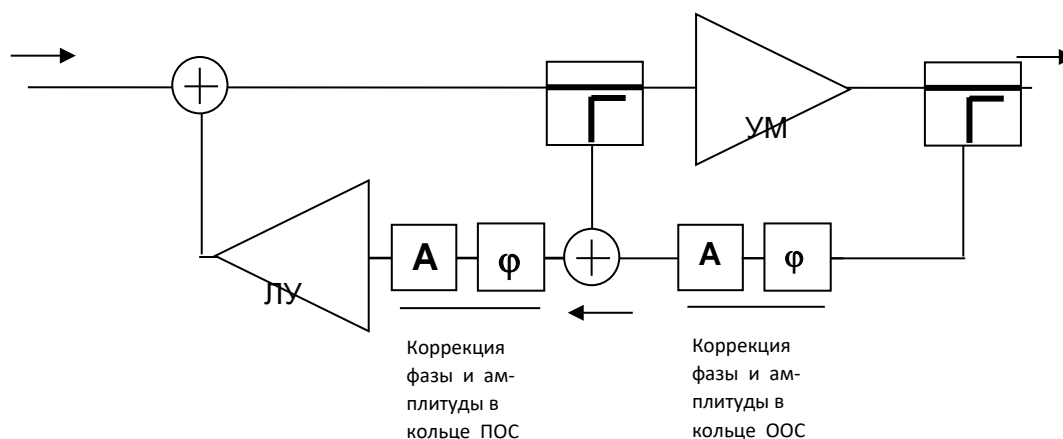 УМ
А φ
А φ
ЛУ
Коррекция
фазы и ам-
плитуды в
кольце ПОС
Коррекция
фазы и ам-
плитуды в
кольце ООС